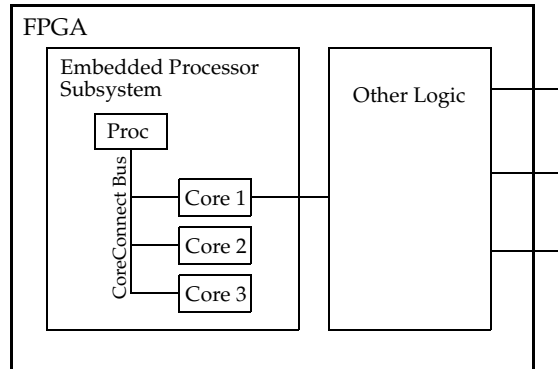 FPGA
Embedded Processor
Subsystem
Other Logic
Proc
CoreConnect Bus
Core 1
Core 2
Core 3